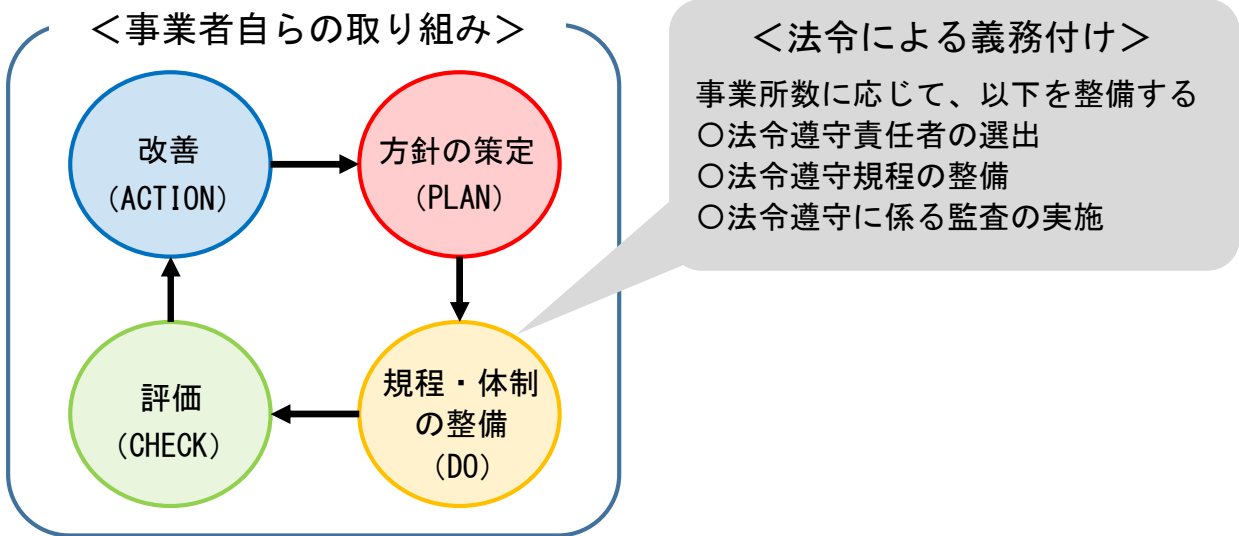 ＜事業者自らの取り組み＞
改善
（ACTION）
方針の策定
（PLAN）
規程・体制
の整備
（DO）
評価
（CHECK）
＜法令による義務付け＞
事業所数に応じて、以下を整備する
〇法令遵守責任者の選出
〇法令遵守規程の整備
〇法令遵守に係る監査の実施